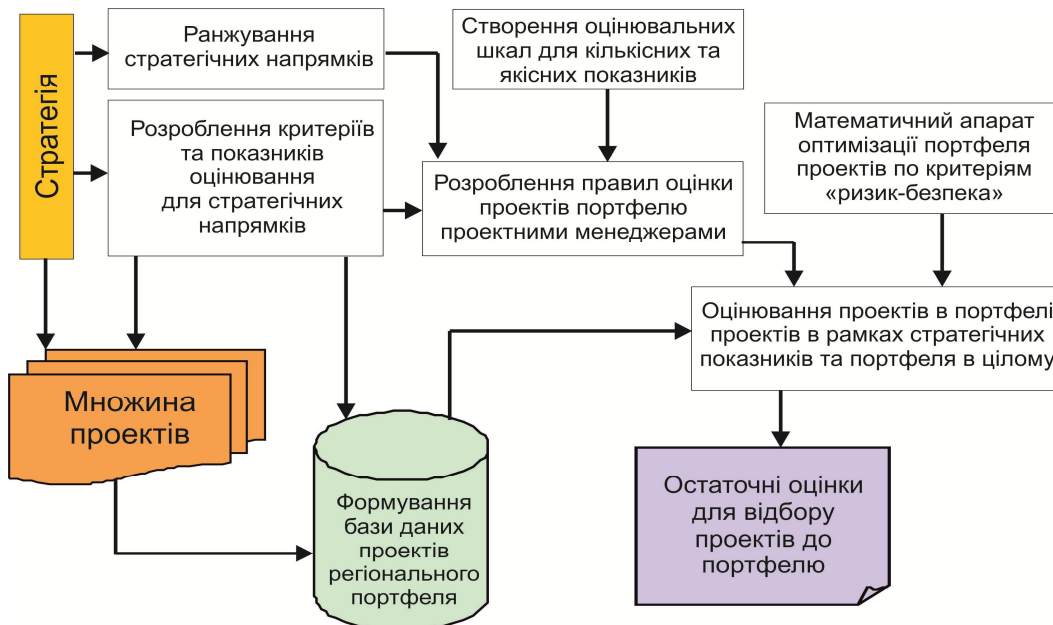 Стратегія
Ранжування
стратегічних напрямків
Створення оцінювальних
шкал для кількісних та
якісних показників
Розроблення критеріїв
та показників
оцінювання
для стратегічних
напрямків
Математичний апарат
оптимізації портфеля
проектів по критеріям
«ризик-безпека»
Розроблення правил оцінки
проектів портфелю
проектними менеджерами
Оцінювання проектів в портфелі
проектів в рамках стратегічних
показників та портфеля в цілому
Множина
проектів
Формування
бази даних
проектів
регіонального
портфеля
Остаточні оцінки
для відбору
проектів до
портфелю